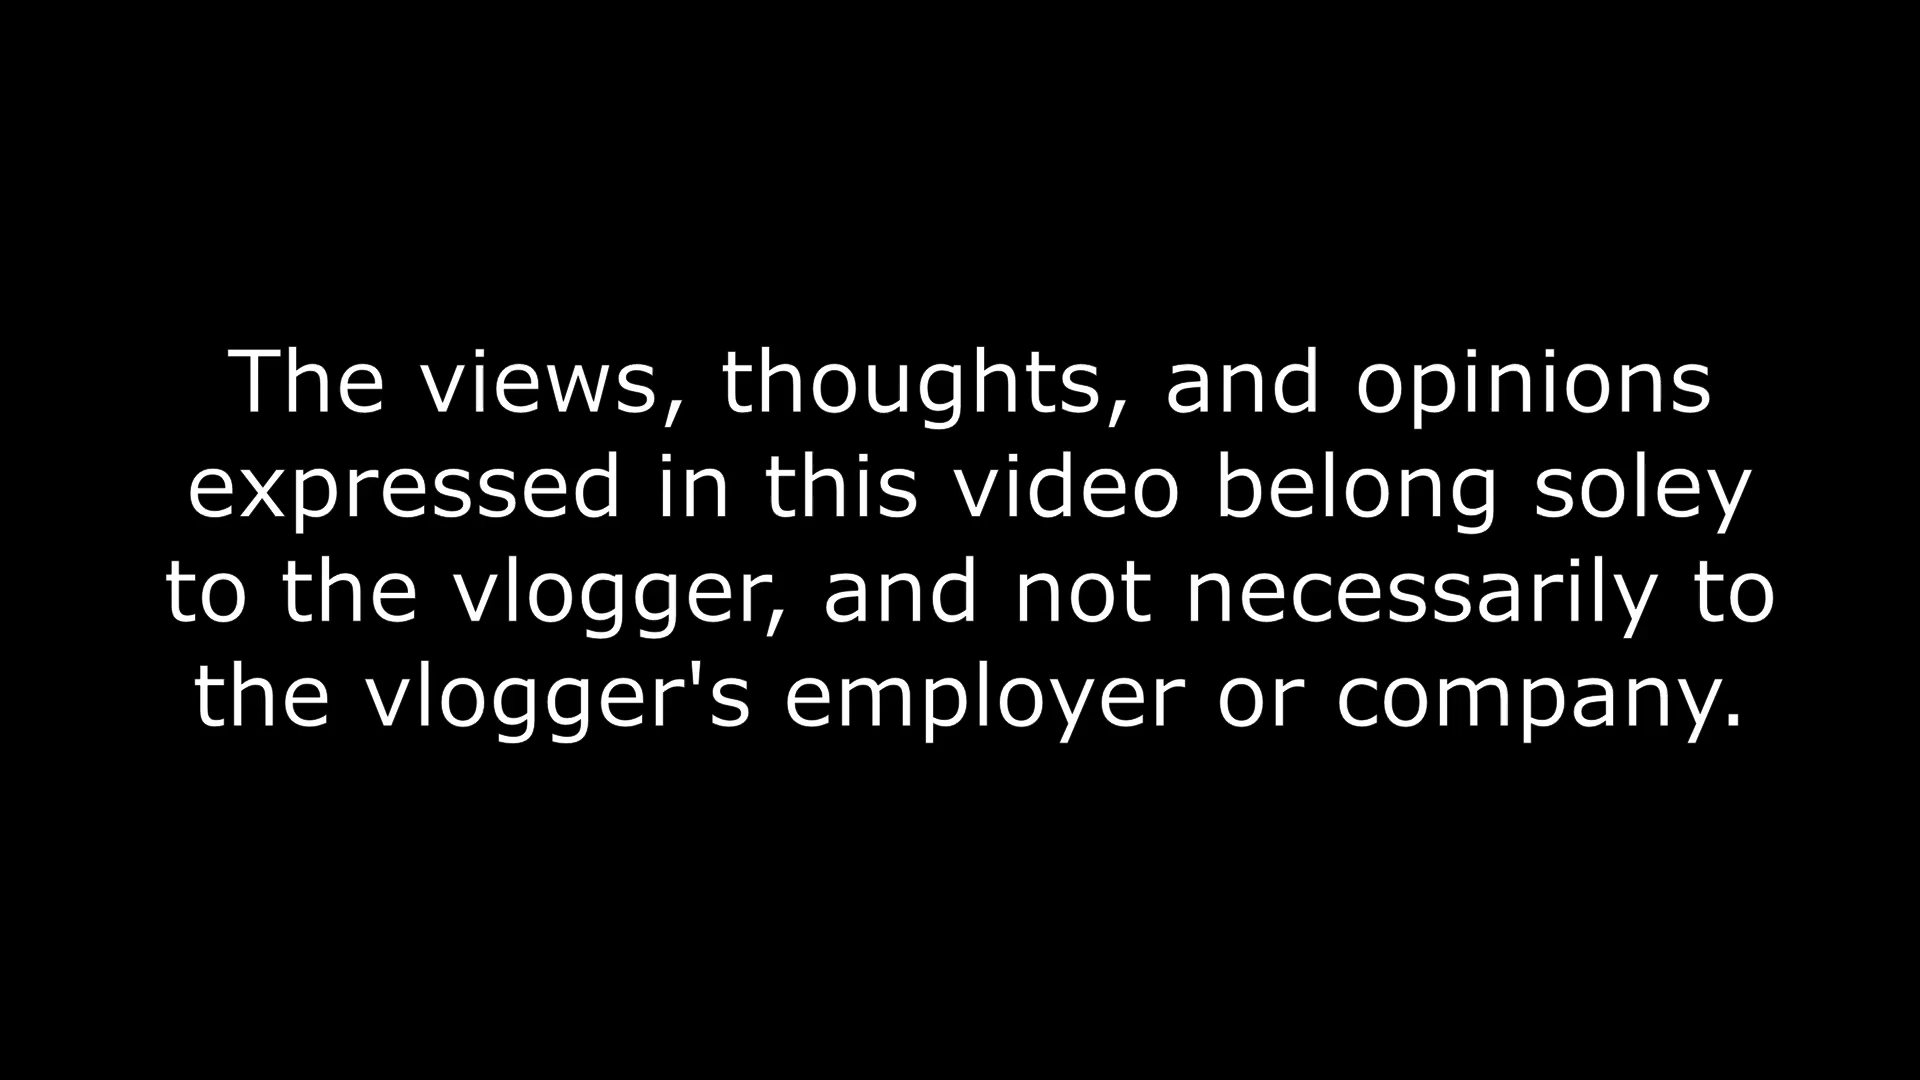 The views, thoughts, and opinions
expressed in this video belong soley
to the vlogger, and not necessarily to
the vlogger's employer or company.